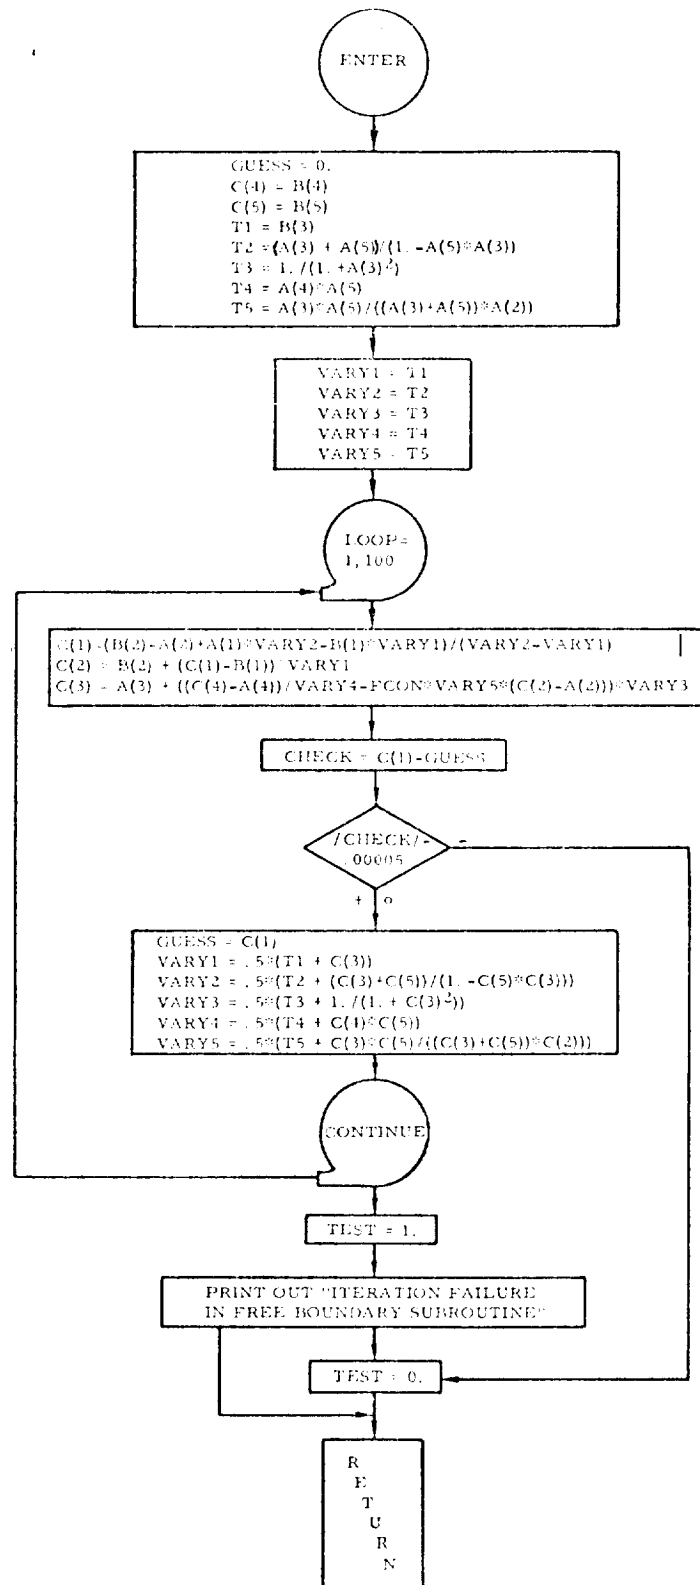 ENTER
GUESS = 0.
C(4) = B(4)
C(5) = B(5)
T1 = B(3)
T2 =(A(3) + A(5))/(1. -A(5)*A(3))
T3 = 1./(1. +A(3)²)
T4 = A(4)*A(5)
T5 = A(3)*A(5)/((A(3)+A(5))*A(2))
VARY1 = T1
VARY2 = T2
VARY3 = T3
VARY4 = T4
VARY5 = T5
LOOP=
1, 100
C(1)=(B(2)-A(2)+A(1)*VARY2-B(1)*VARY1)/(VARY2-VARY1)
C(2) = B(2) + (C(1)-B(1))*VARY1
C(3) = A(3) + ((C(4)-A(4))/VARY4-FCON*VARY5*(C(2)-A(2)))*VARY3
CHECK = C(1)-GUESS
/CHECK/- -
.00005
+ o
GUESS = C(1)
VARY1 = .5*(T1 + C(3))
VARY2 = .5*(T2 + (C(3)+C(5))/(1. -C(5)*C(3)))
VARY3 = .5*(T3 + 1./(1. + C(3)²))
VARY4 = .5*(T4 + C(4)*C(5))
VARY5 = .5*(T5 + C(3)*C(5)/((C(3)+C(5))*C(2)))
CONTINUE
TEST = 1.
PRINT OUT "ITERATION FAILURE
IN FREE BOUNDARY SUBROUTINE"
TEST = 0.
R
E
T
U
R
N